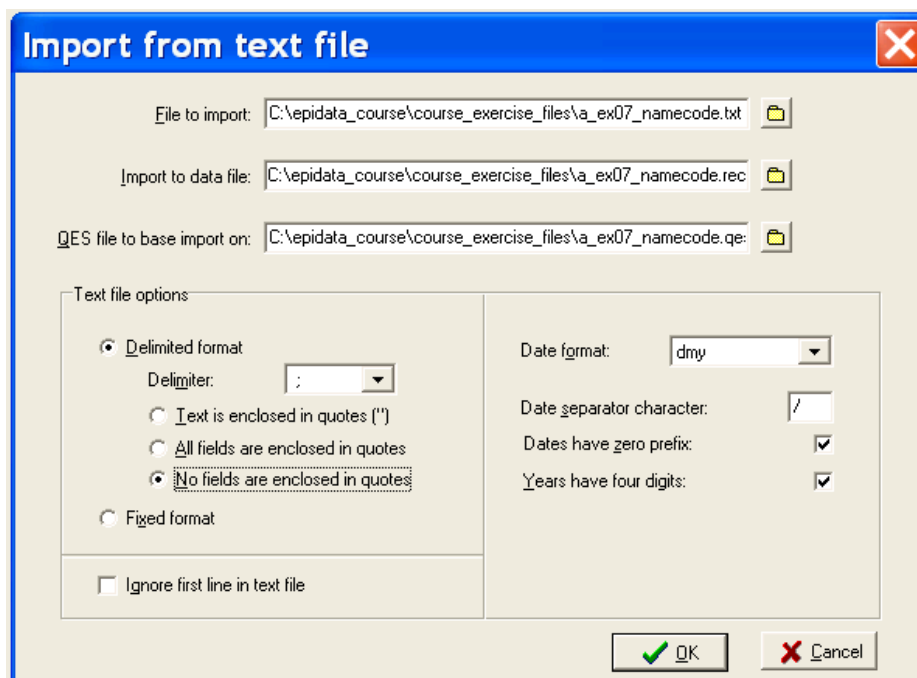 Import from text file
File to import: C:\epidata_course\course_exercise_files\a_ex07_namecode.txt
Import to data file: C:\epidata_course\course_exercise_files\a_ex07_namecode.rec
QES file to base import on: C:\epidata_course\course_exercise_files\a_ex07_namecode.qe
Text file options
Delimited format
Delimiter: ;
Text is enclosed in quotes (")
All fields are enclosed in quotes
No fields are enclosed in quotes
Fixed format
Ignore first line in text file
Date format: dmy
Date separator character: /
Dates have zero prefix:
Years have four digits:
OK
Cancel